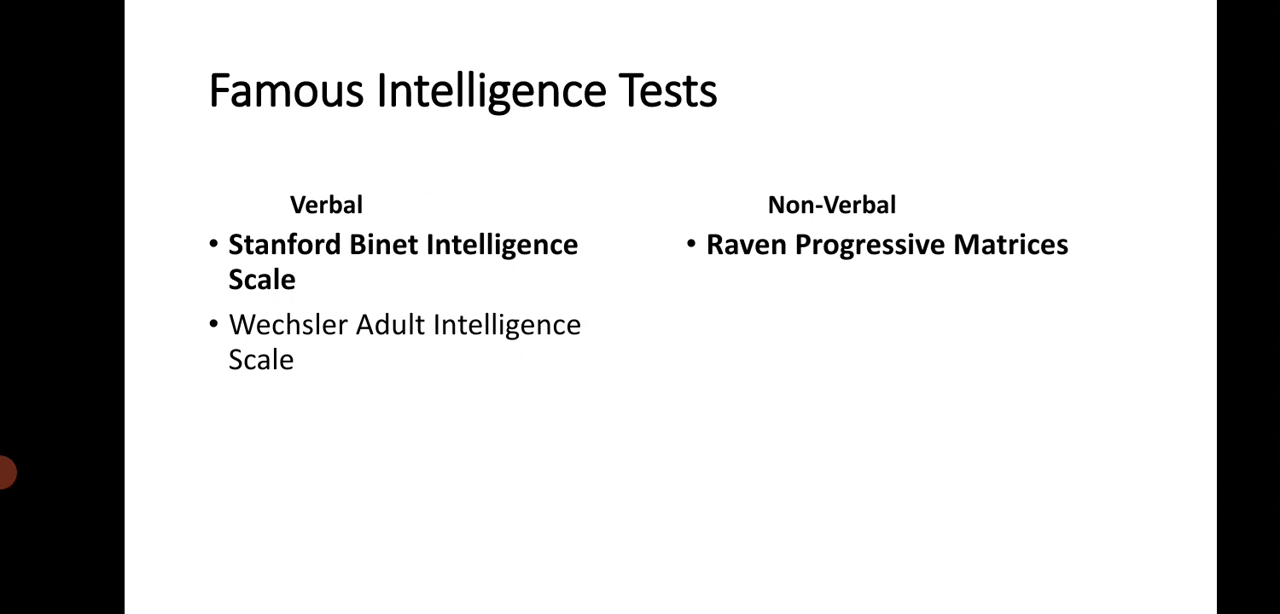 Famous Intelligence Tests
Verbal
• Stanford Binet Intelligence
Scale
• Wechsler Adult Intelligence
Scale
Non-Verbal
• Raven Progressive Matrices